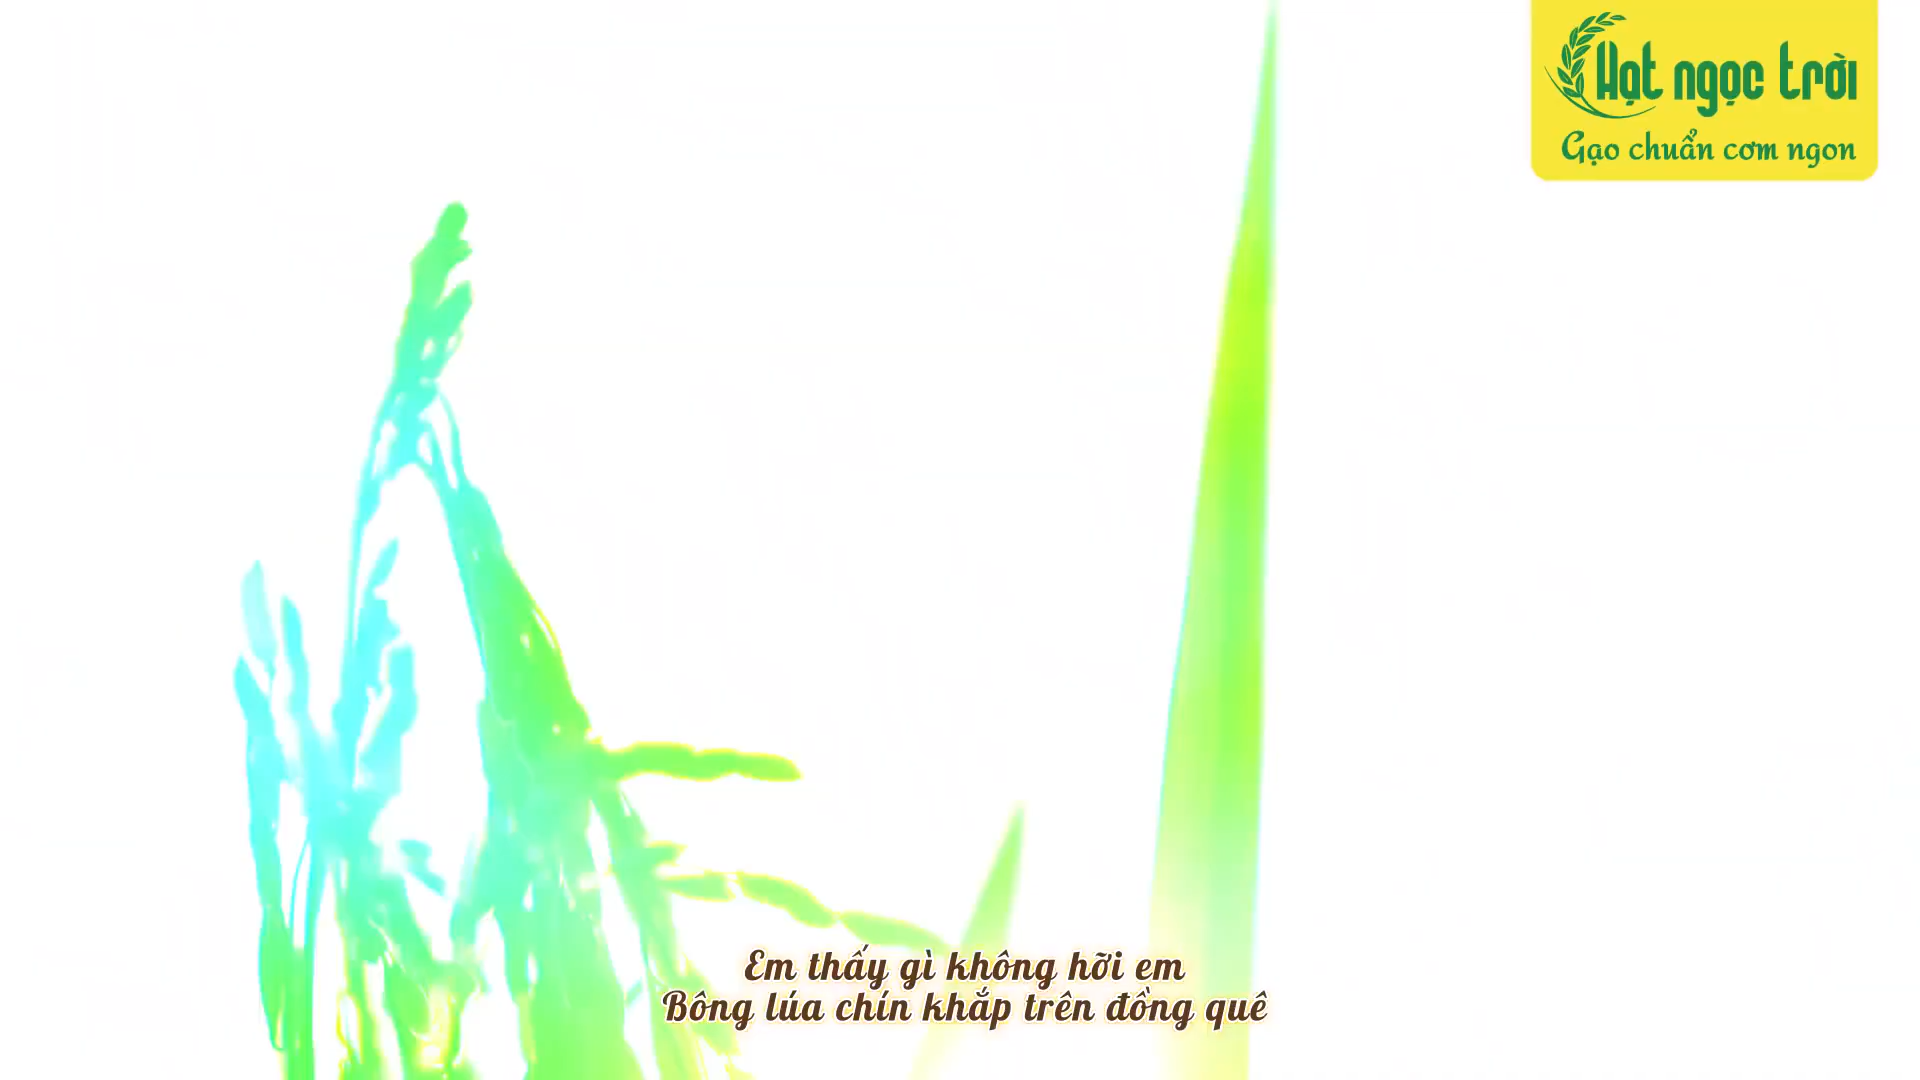 Hạt ngọc trời
Gạo chuẩn cơm ngon
Em thấy gì không hỡi em
Bông lúa chín khắp trên đồng quê